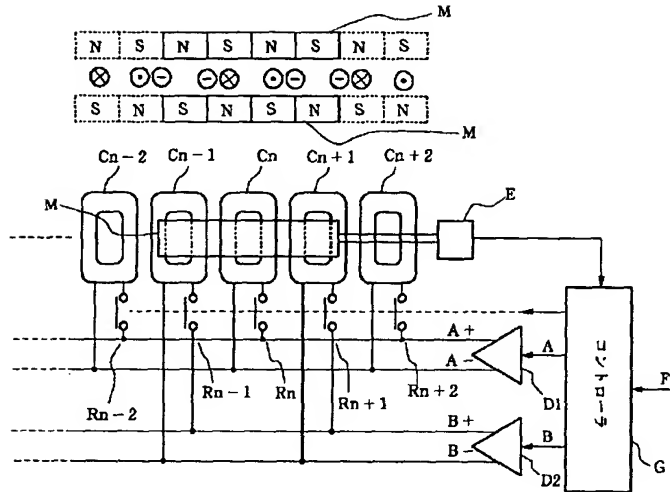 M
N S N S N S N S
⊗ ⊙⊖ ⊖⊗ ⊙⊖ ⊖⊗ ⊙
S N S N S N S N
M
Cn-2 Cn-1 Cn Cn+1 Cn+2
M
E
A+
A-
A
F
Rn-2 Rn-1 Rn Rn+1 Rn+2
D1
コントローラ
B+
B-
B
D2
G